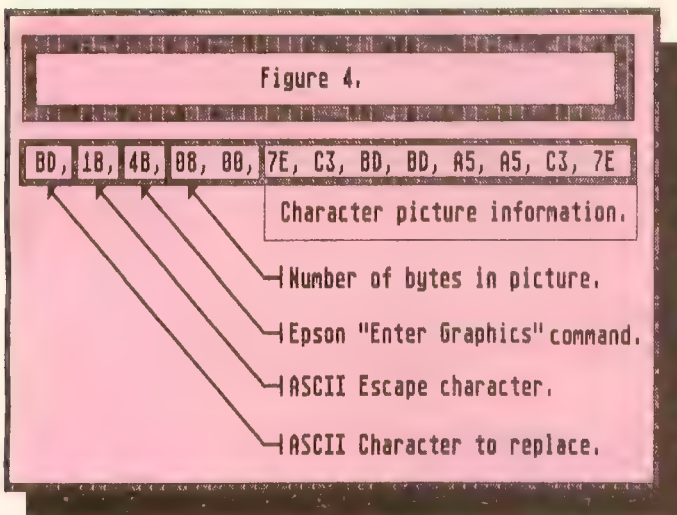 Figure 4.
BD, 1B, 4B, 08, 00, 7E, C3, BD, BD, A5, A5, C3, 7E
Character picture information.
Number of bytes in picture.
Epson "Enter Graphics" command.
ASCII Escape character.
ASCII Character to replace.